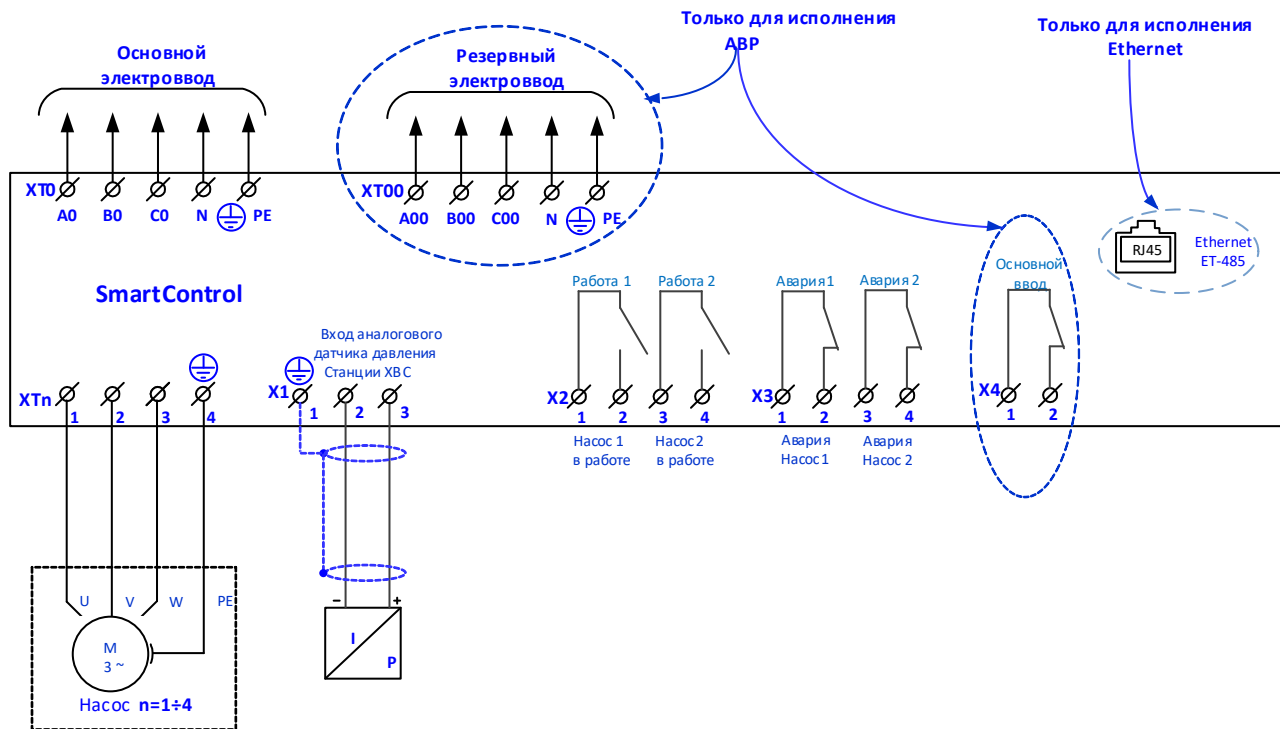 Только для исполнения
АВР
Только для исполнения
Ethernet
Основной
электроввод
Резервный
электроввод
XT0
A0 B0 C0 N PE
XT00
A00 B00 C00 N PE
RJ45
Ethernet
ET-485
SmartControl
Работа 1
Работа 2
Авария1
Авария 2
Основной
ввод
Вход аналогового
датчика давления
Станции ХВС
XTn
1 2 3 4
X1
1 2 3
X2
1 2 3 4
X3
1 2 3 4
X4
1 2
Насос 1
в работе
Насос 2
в работе
Авария
Насос 1
Авария
Насос 2
U V W PE
M
3 ~
Насос n=1÷4
− +
I
P